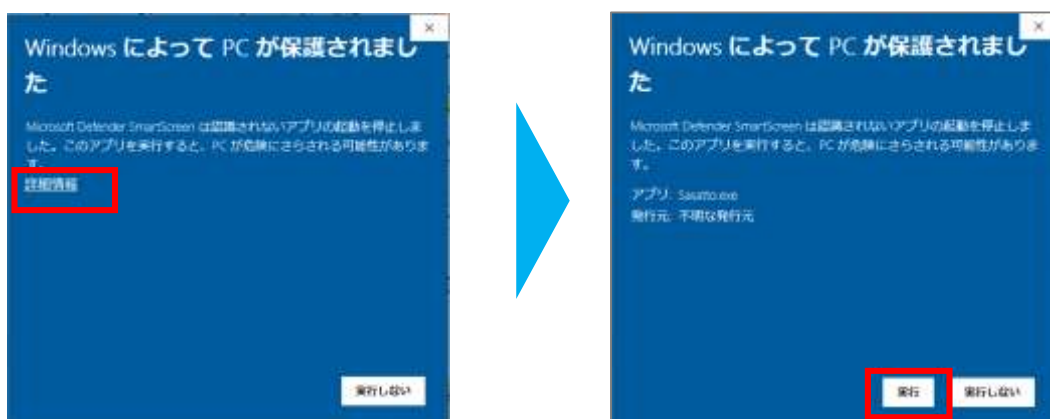 Windows によって PC が保護されまし
た
Microsoft Defender SmartScreen は認識されないアプリの起動を停止しま
した。このアプリを実行すると、PC が危険にさらされる可能性がありま
す。
詳細情報
実行しない
Windows によって PC が保護されまし
た
Microsoft Defender SmartScreen は認識されないアプリの起動を停止しま
した。このアプリを実行すると、PC が危険にさらされる可能性がありま
す。
アプリ: Sasatto.exe
発行元: 不明な発行元
実行 実行しない